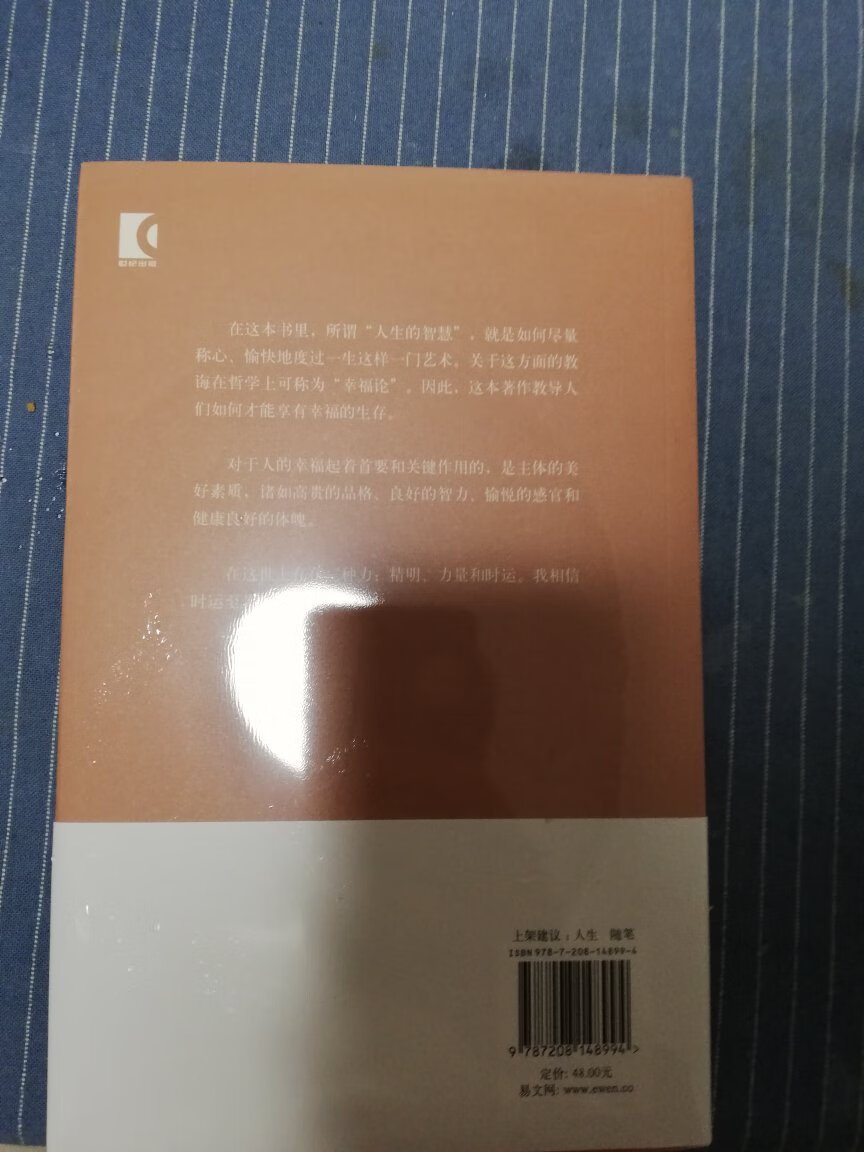 世纪出版
在这本书里，所谓“人生的智慧”，就是如何尽量
称心、愉快地度过一生这样一门艺术。关于这方面的教
诲在哲学上可称为“幸福论”。因此，这本著作教导人
们如何才能享有幸福的生存。
对于人的幸福起着首要和关键作用的，是主体的美
好素质，诸如高贵的品格、良好的智力、愉悦的感官和
健康良好的体魄。
在这世上 种力：精明、力量和时运。我相信
时运
上架建议：人生 随笔
ISBN 978-7-208-14899-4
9 787208 148994 >
定价: 48.00元
易文网: www.ewen.co